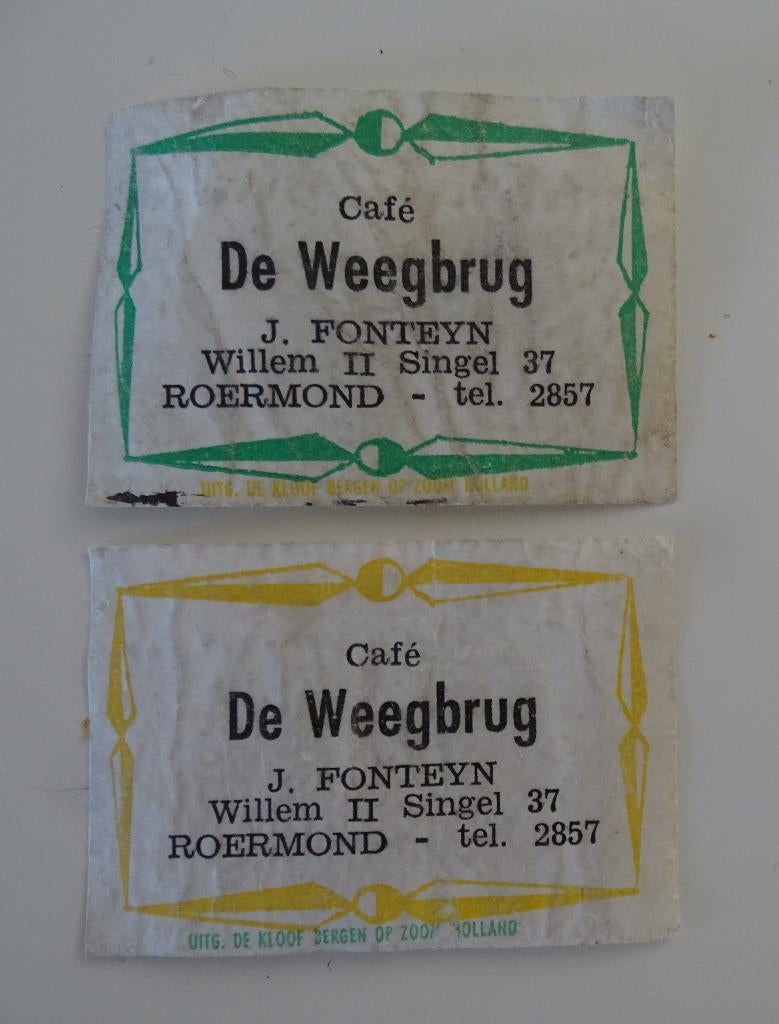 Café
De Weegbrug
J. FONTEYN
Willem II Singel 37
ROERMOND - tel. 2857
UITG. DE KLOOF BERGEN OP ZOOM HOLLAND
Café
De Weegbrug
J. FONTEYN
Willem II Singel 37
ROERMOND - tel. 2857
UITG. DE KLOOF BERGEN OP ZOOM HOLLAND